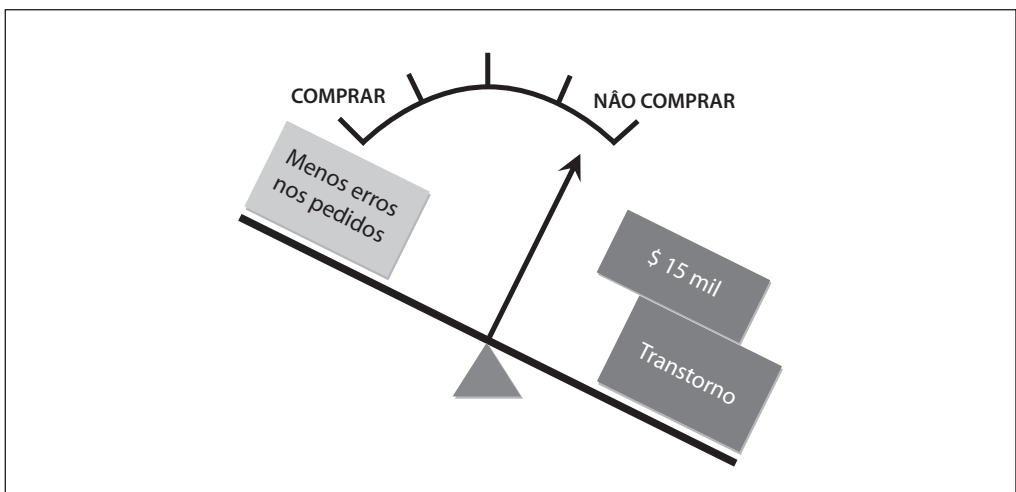 COMPRAR
NÂO COMPRAR
Menos erros
nos pedidos
$ 15 mil
Transtorno